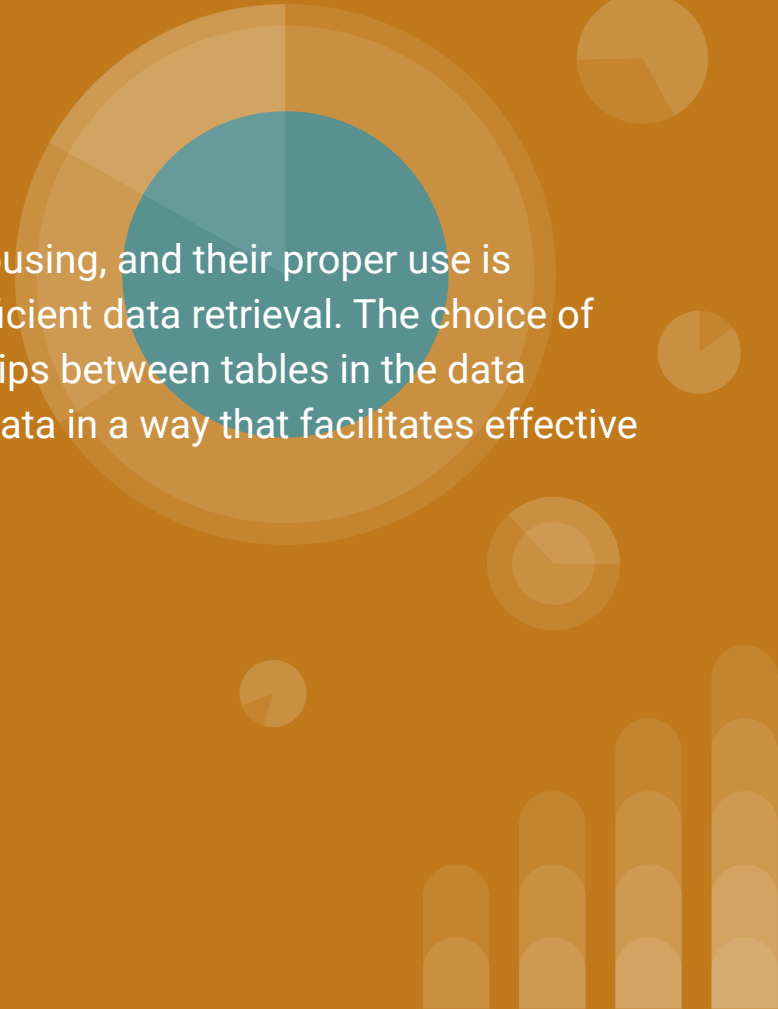 using, and their proper use is
icient data retrieval. The choice of
ips between tables in the data
ata in a way that facilitates effective